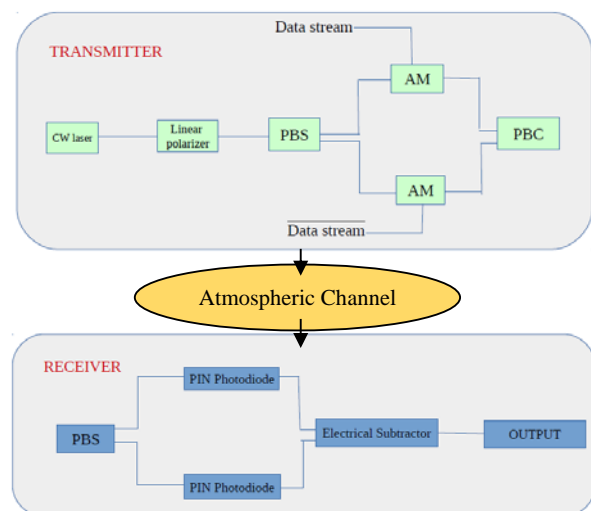 Data stream
TRANSMITTER
AM
CW laser
Linear
polarizer
PBS
PBC
AM
Data stream
Atmospheric Channel
RECEIVER
PIN Photodiode
PBS
Electrical Subtractor
OUTPUT
PIN Photodiode